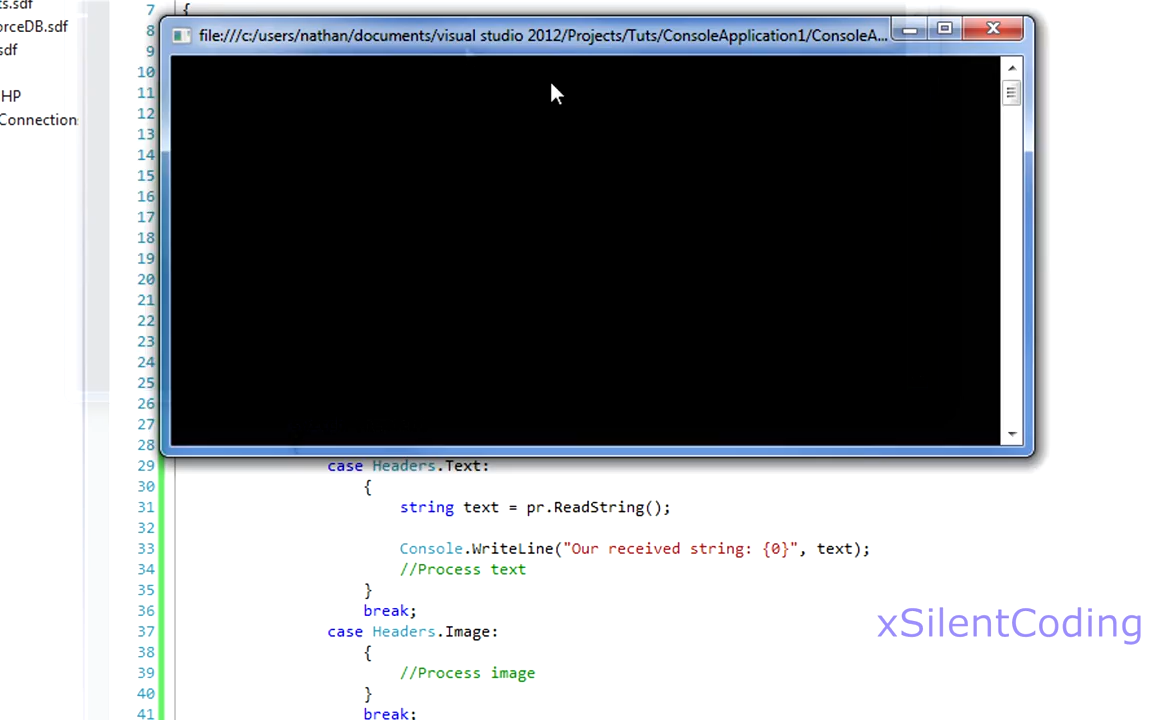 ts.sdf
orceDB.sdf
sdf
HP
Connection
file:///c:/users/nathan/documents/visual studio 2012/Projects/Tuts/ConsoleApplication1/ConsoleA...
7 {
8
9
10
11
12
13
14
15
16
17
18
19
20
21
22
23
24
25
26
27
28
29 case Headers.Text:
30 {
31 string text = pr.ReadString();
32
33 Console.WriteLine("Our received string: {0}", text);
34 //Process text
35 }
36 break;
37 case Headers.Image:
38 {
39 //Process image
40 }
41 break;
xSilentCoding